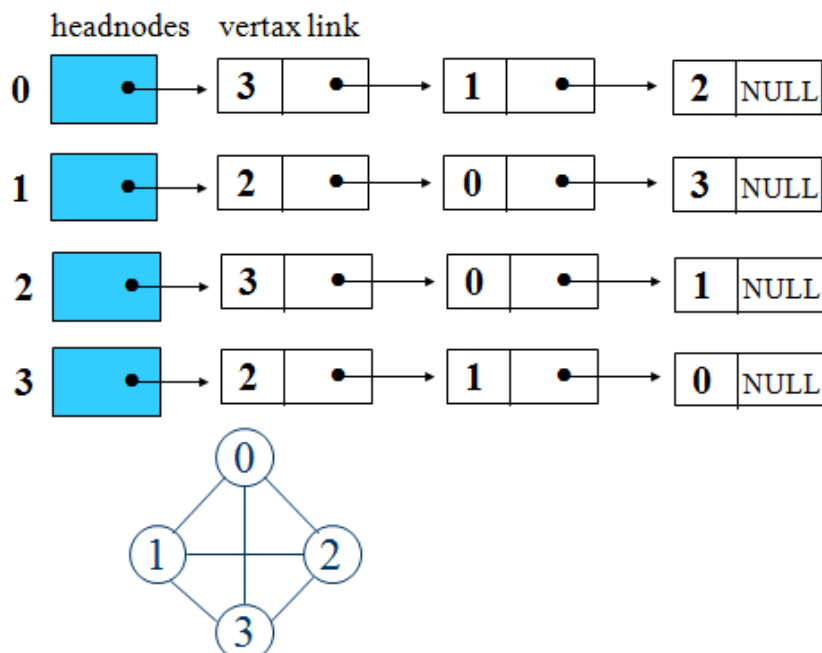 headnodes vertax link
0 3 1 2 NULL
1 2 0 3 NULL
2 3 0 1 NULL
3 2 1 0 NULL
0
1 2
3